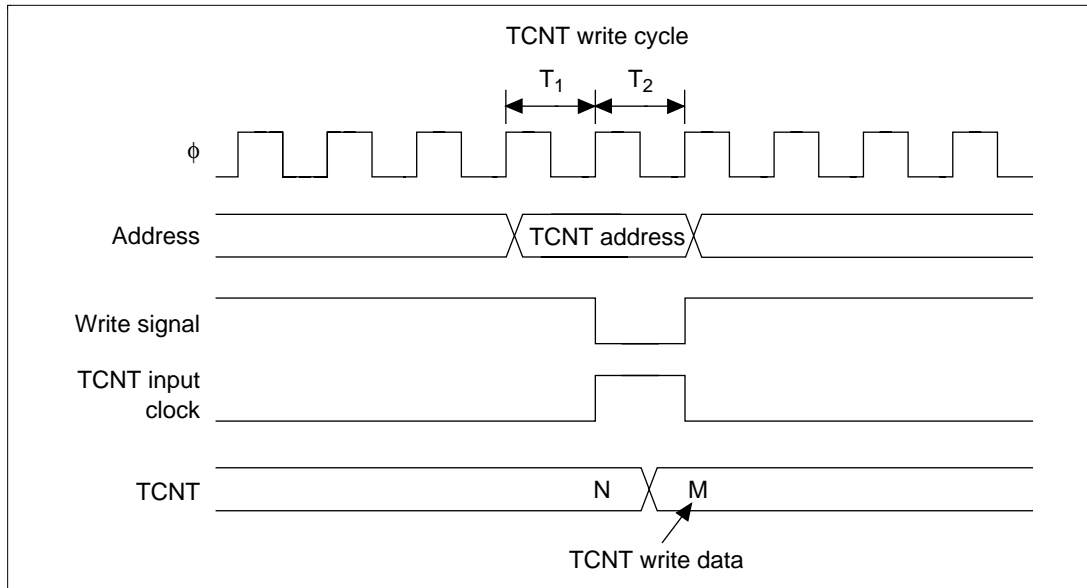 TCNT write cycle
T1 T2
ϕ
Address
TCNT address
Write signal
TCNT input
clock
TCNT
N
M
TCNT write data